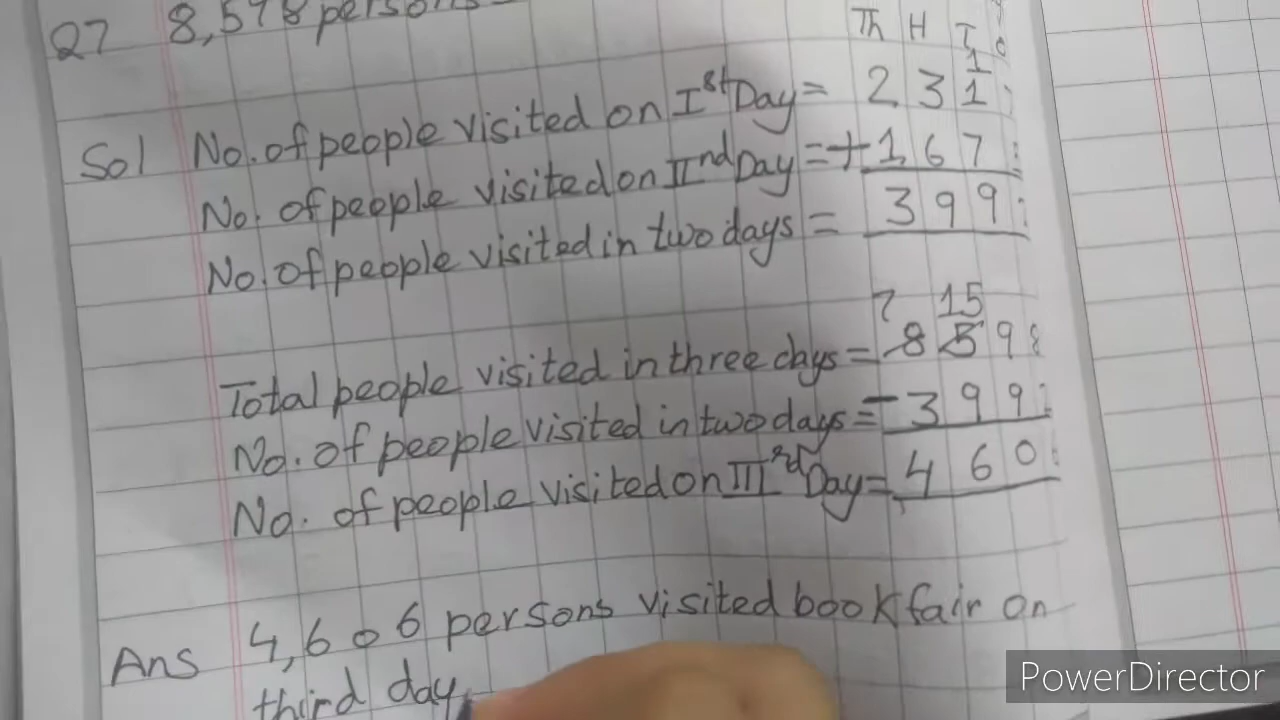 Q7 8,598 persons
Th H T O
1
Sol No. of people visited on Ist Day = 2 3 1
No. of people visited on IInd Day = + 1 6 7
No. of people visited in two days = 3 9 9
7 15
Total people visited in three days = 8 5 9 8
No. of people visited in two days = - 3 9 9
No. of people visited on IIIrd Day = 4 6 0
Ans 4,606 persons visited book fair on
third day
PowerDirector